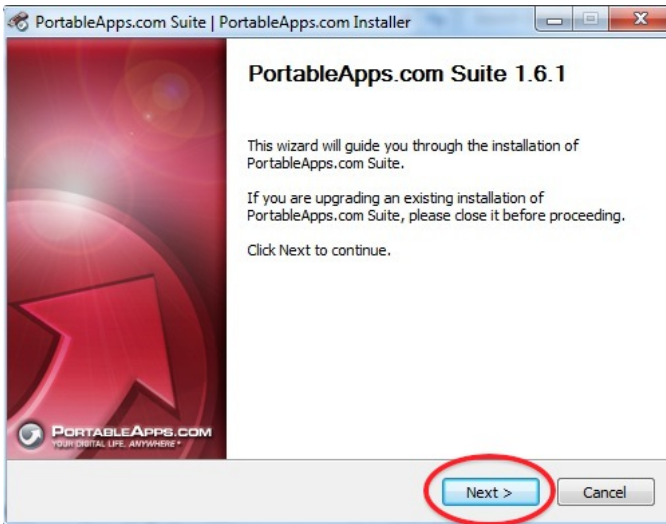 PortableApps.com Suite | PortableApps.com Installer
PortableApps.com Suite 1.6.1
This wizard will guide you through the installation of
PortableApps.com Suite.
If you are upgrading an existing installation of
PortableApps.com Suite, please close it before proceeding.
Click Next to continue.
PORTABLEAPPS.COM
YOUR DIGITAL LIFE, ANYWHERE
Next >
Cancel